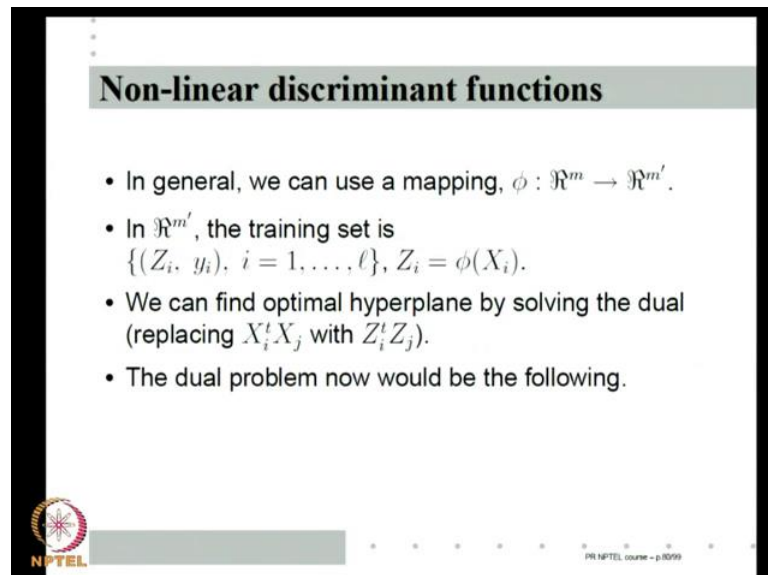 Non-linear discriminant functions
• In general, we can use a mapping, ϕ : ℜ^m → ℜ^m′.
• In ℜ^m′, the training set is
{(Z_i, y_i), i = 1, . . . , ℓ}, Z_i = ϕ(X_i).
• We can find optimal hyperplane by solving the dual
(replacing X_i^t X_j with Z_i^t Z_j).
• The dual problem now would be the following.
NPTEL
PR NPTEL course – p.80/99